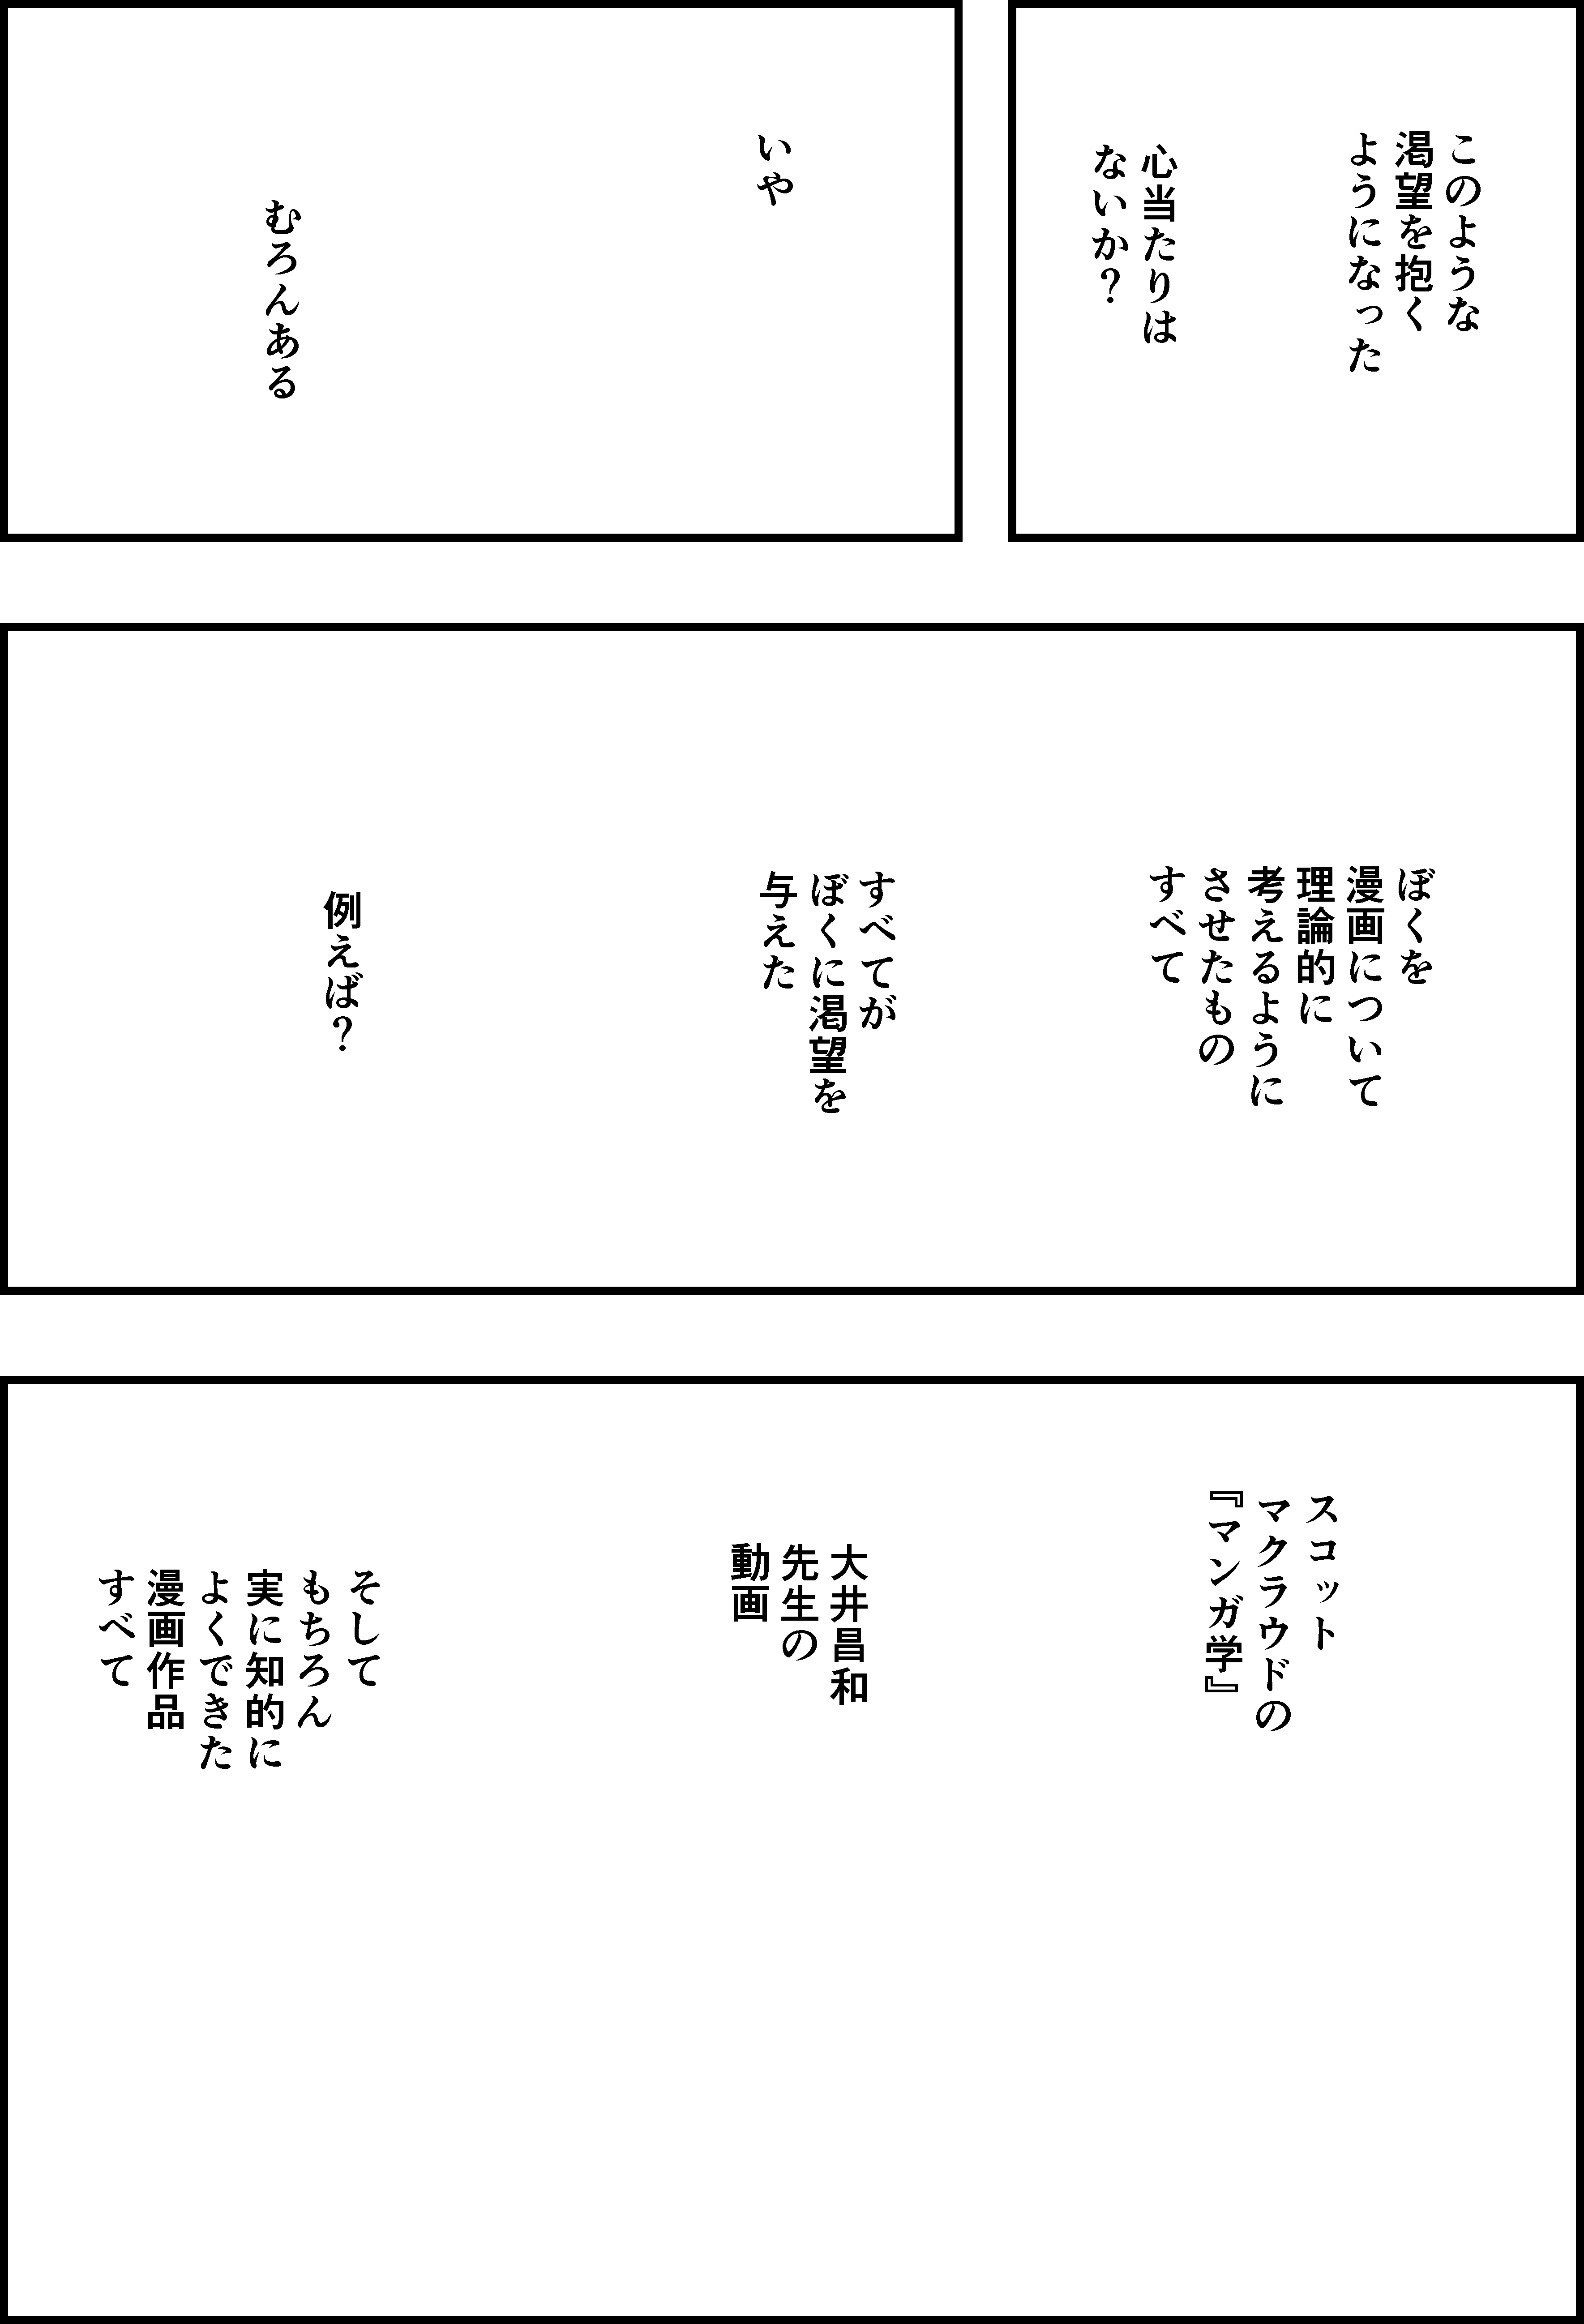 このような
渇望を抱く
ようになった
心当たりは
ないか？
いや
むろんある
ぼくを
漫画について
理論的に
考えるように
させたもの
すべて
すべてが
ぼくに渇望を
与えた
例えば？
スコット
マクラウドの
『マンガ学』
大井昌和
先生の
動画
そして
もちろん
実に知的に
よくできた
漫画作品
すべて